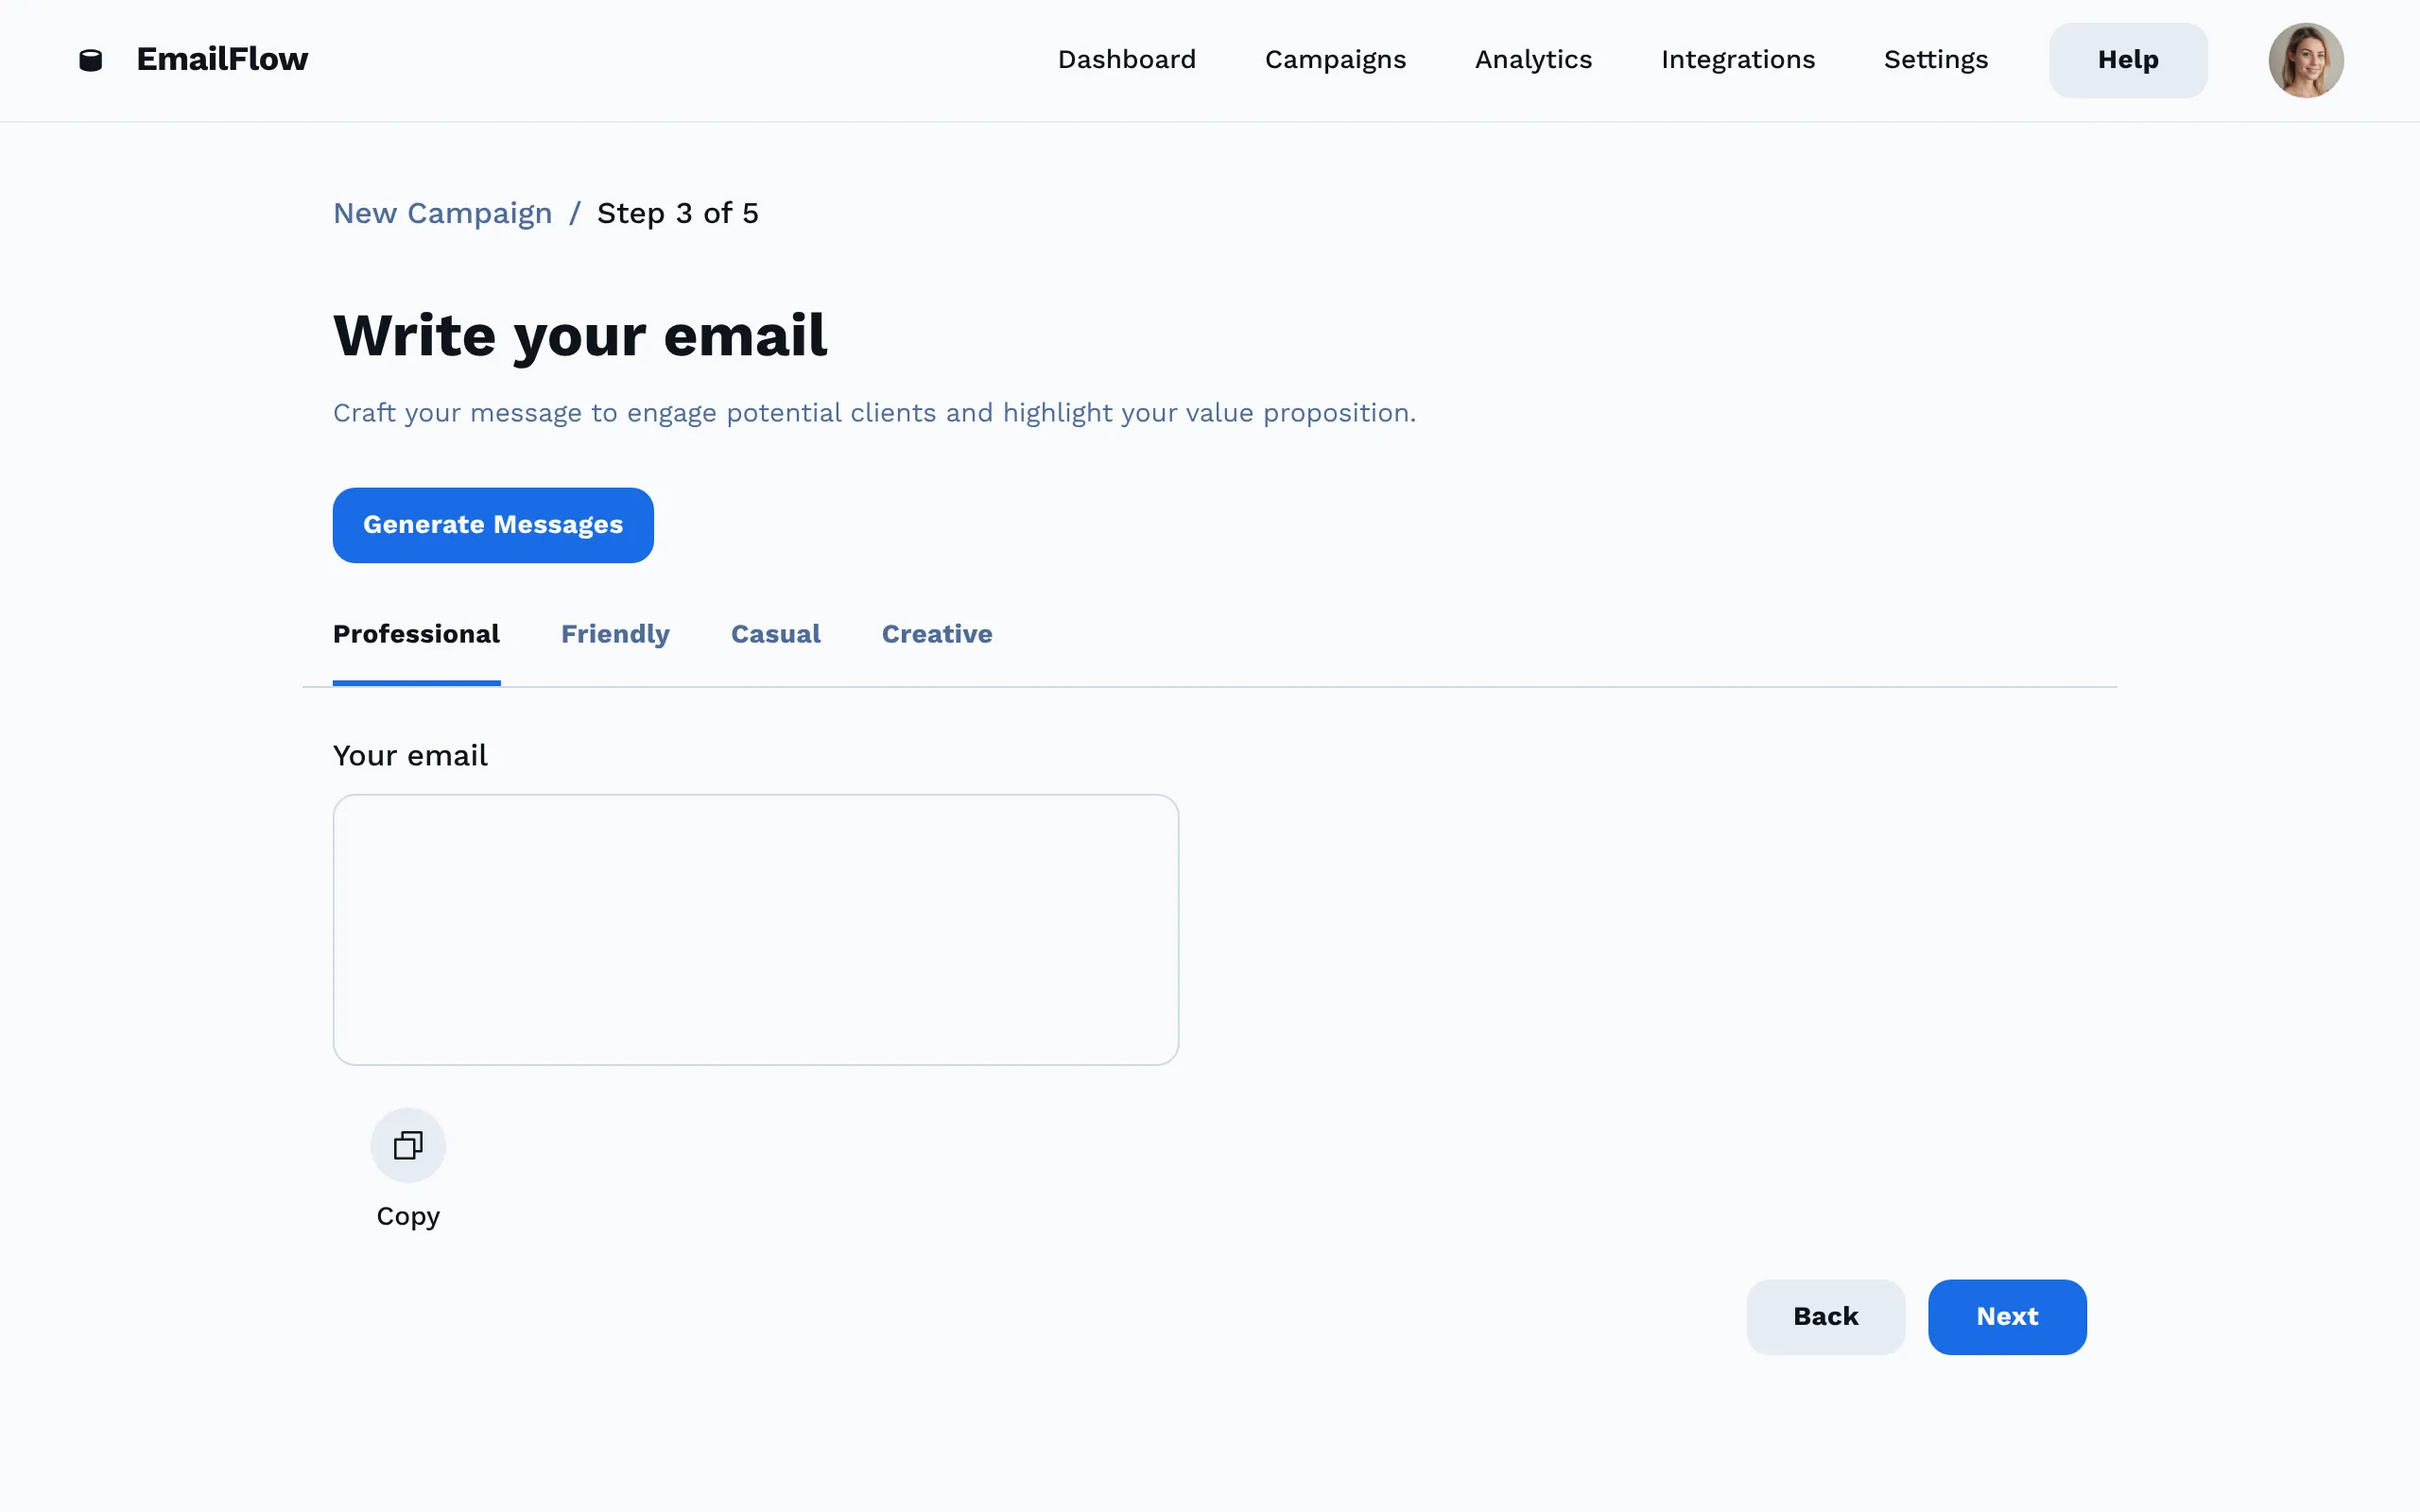 EmailFlow
Dashboard
Campaigns
Analytics
Integrations
Settings
Help
New Campaign / Step 3 of 5
Write your email
Craft your message to engage potential clients and highlight your value proposition.
Generate Messages
Professional
Friendly
Casual
Creative
Your email
Copy
Back
Next